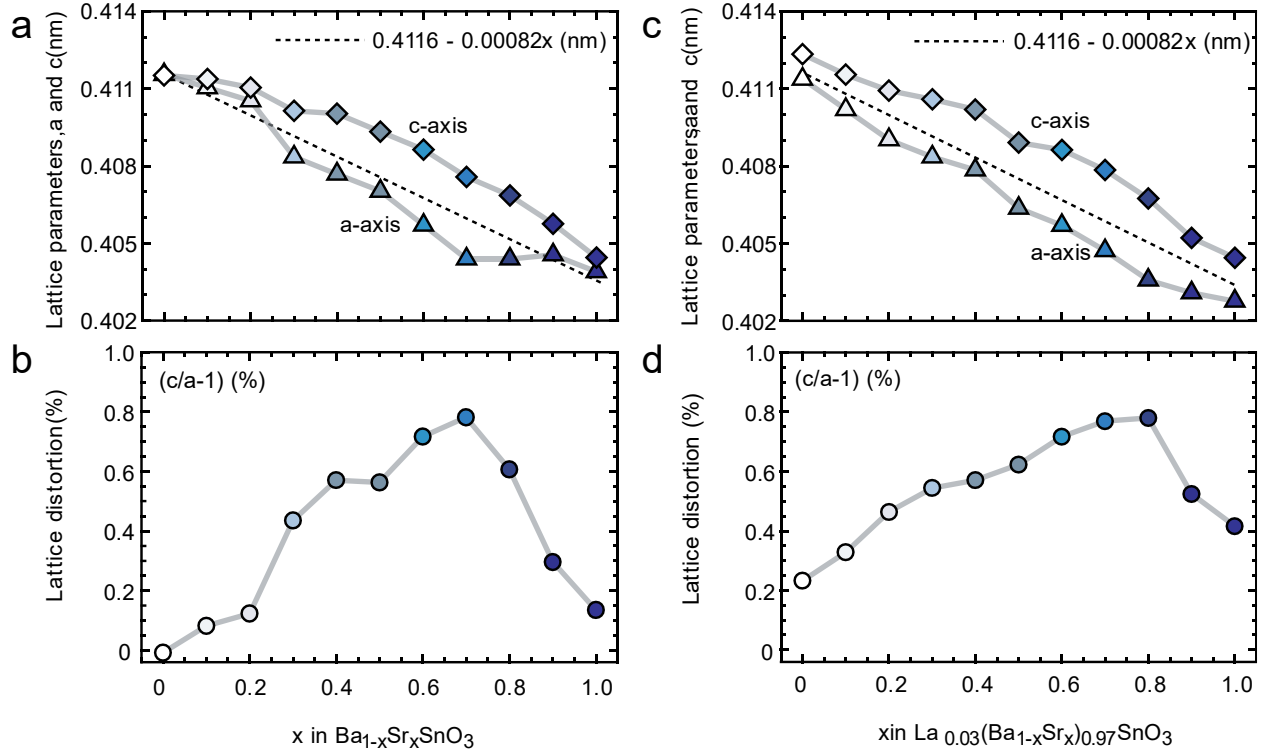 a
Lattice parameters,a and c(nm)
0.414
0.411
0.408
0.405
0.402
0.4116 - 0.00082x (nm)
c-axis
a-axis
c
Lattice parameters,aand c(nm)
0.414
0.411
0.408
0.405
0.402
0.4116 - 0.00082x (nm)
c-axis
a-axis
b
Lattice distortion(%)
1.0
0.8
0.6
0.4
0.2
0
(c/a-1) (%)
0 0.2 0.4 0.6 0.8 1.0
x in Ba1-xSrxSnO3
d
Lattice distortion (%)
1.0
0.8
0.6
0.4
0.2
0
(c/a-1) (%)
0 0.2 0.4 0.6 0.8 1.0
xin La 0.03(Ba1-xSrx)0.97SnO3